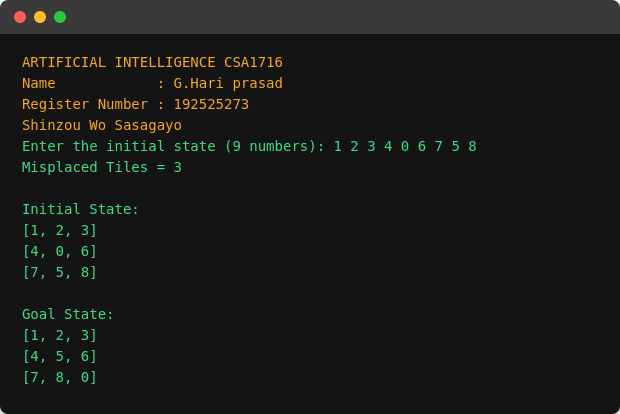 ARTIFICIAL INTELLIGENCE CSA1716
Name            : G.Hari prasad
Register Number : 192525273
Shinzou Wo Sasagayo
Enter the initial state (9 numbers): 1 2 3 4 0 6 7 5 8
Misplaced Tiles = 3

Initial State:
[1, 2, 3]
[4, 0, 6]
[7, 5, 8]

Goal State:
[1, 2, 3]
[4, 5, 6]
[7, 8, 0]